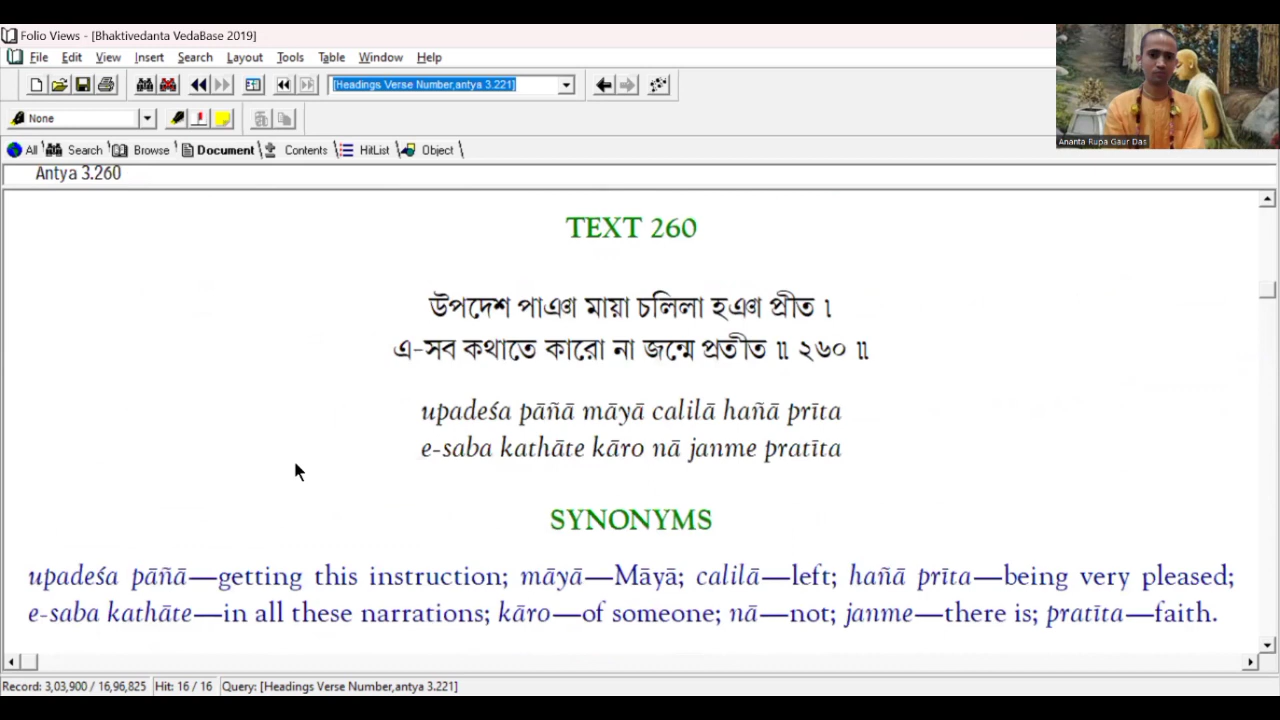 Folio Views - [Bhaktivedanta VedaBase 2019]
File Edit View Insert Search Layout Tools Table Window Help
[Headings Verse Number,antya 3.221]
None
All Search Browse Document Contents HitList Object
Ananta Rupa Gaur Das
Antya 3.260
TEXT 260
উপদেশ পাঞা মায়া চলিলা হঞা প্রীত ৷
এ-সব কথাতে কারো না জন্মে প্রতীত ॥ ২৬০ ॥
upadeśa pāñā māyā calilā hañā prīta
e-saba kathāte kāro nā janme pratīta
SYNONYMS
upadeśa pāñā—getting this instruction; māyā—Māyā; calilā—left; hañā prīta—being very pleased;
e-saba kathāte—in all these narrations; kāro—of someone; nā—not; janme—there is; pratīta—faith.
Record: 3,03,900 / 16,96,825 Hit: 16 / 16 Query: [Headings Verse Number,antya 3.221]